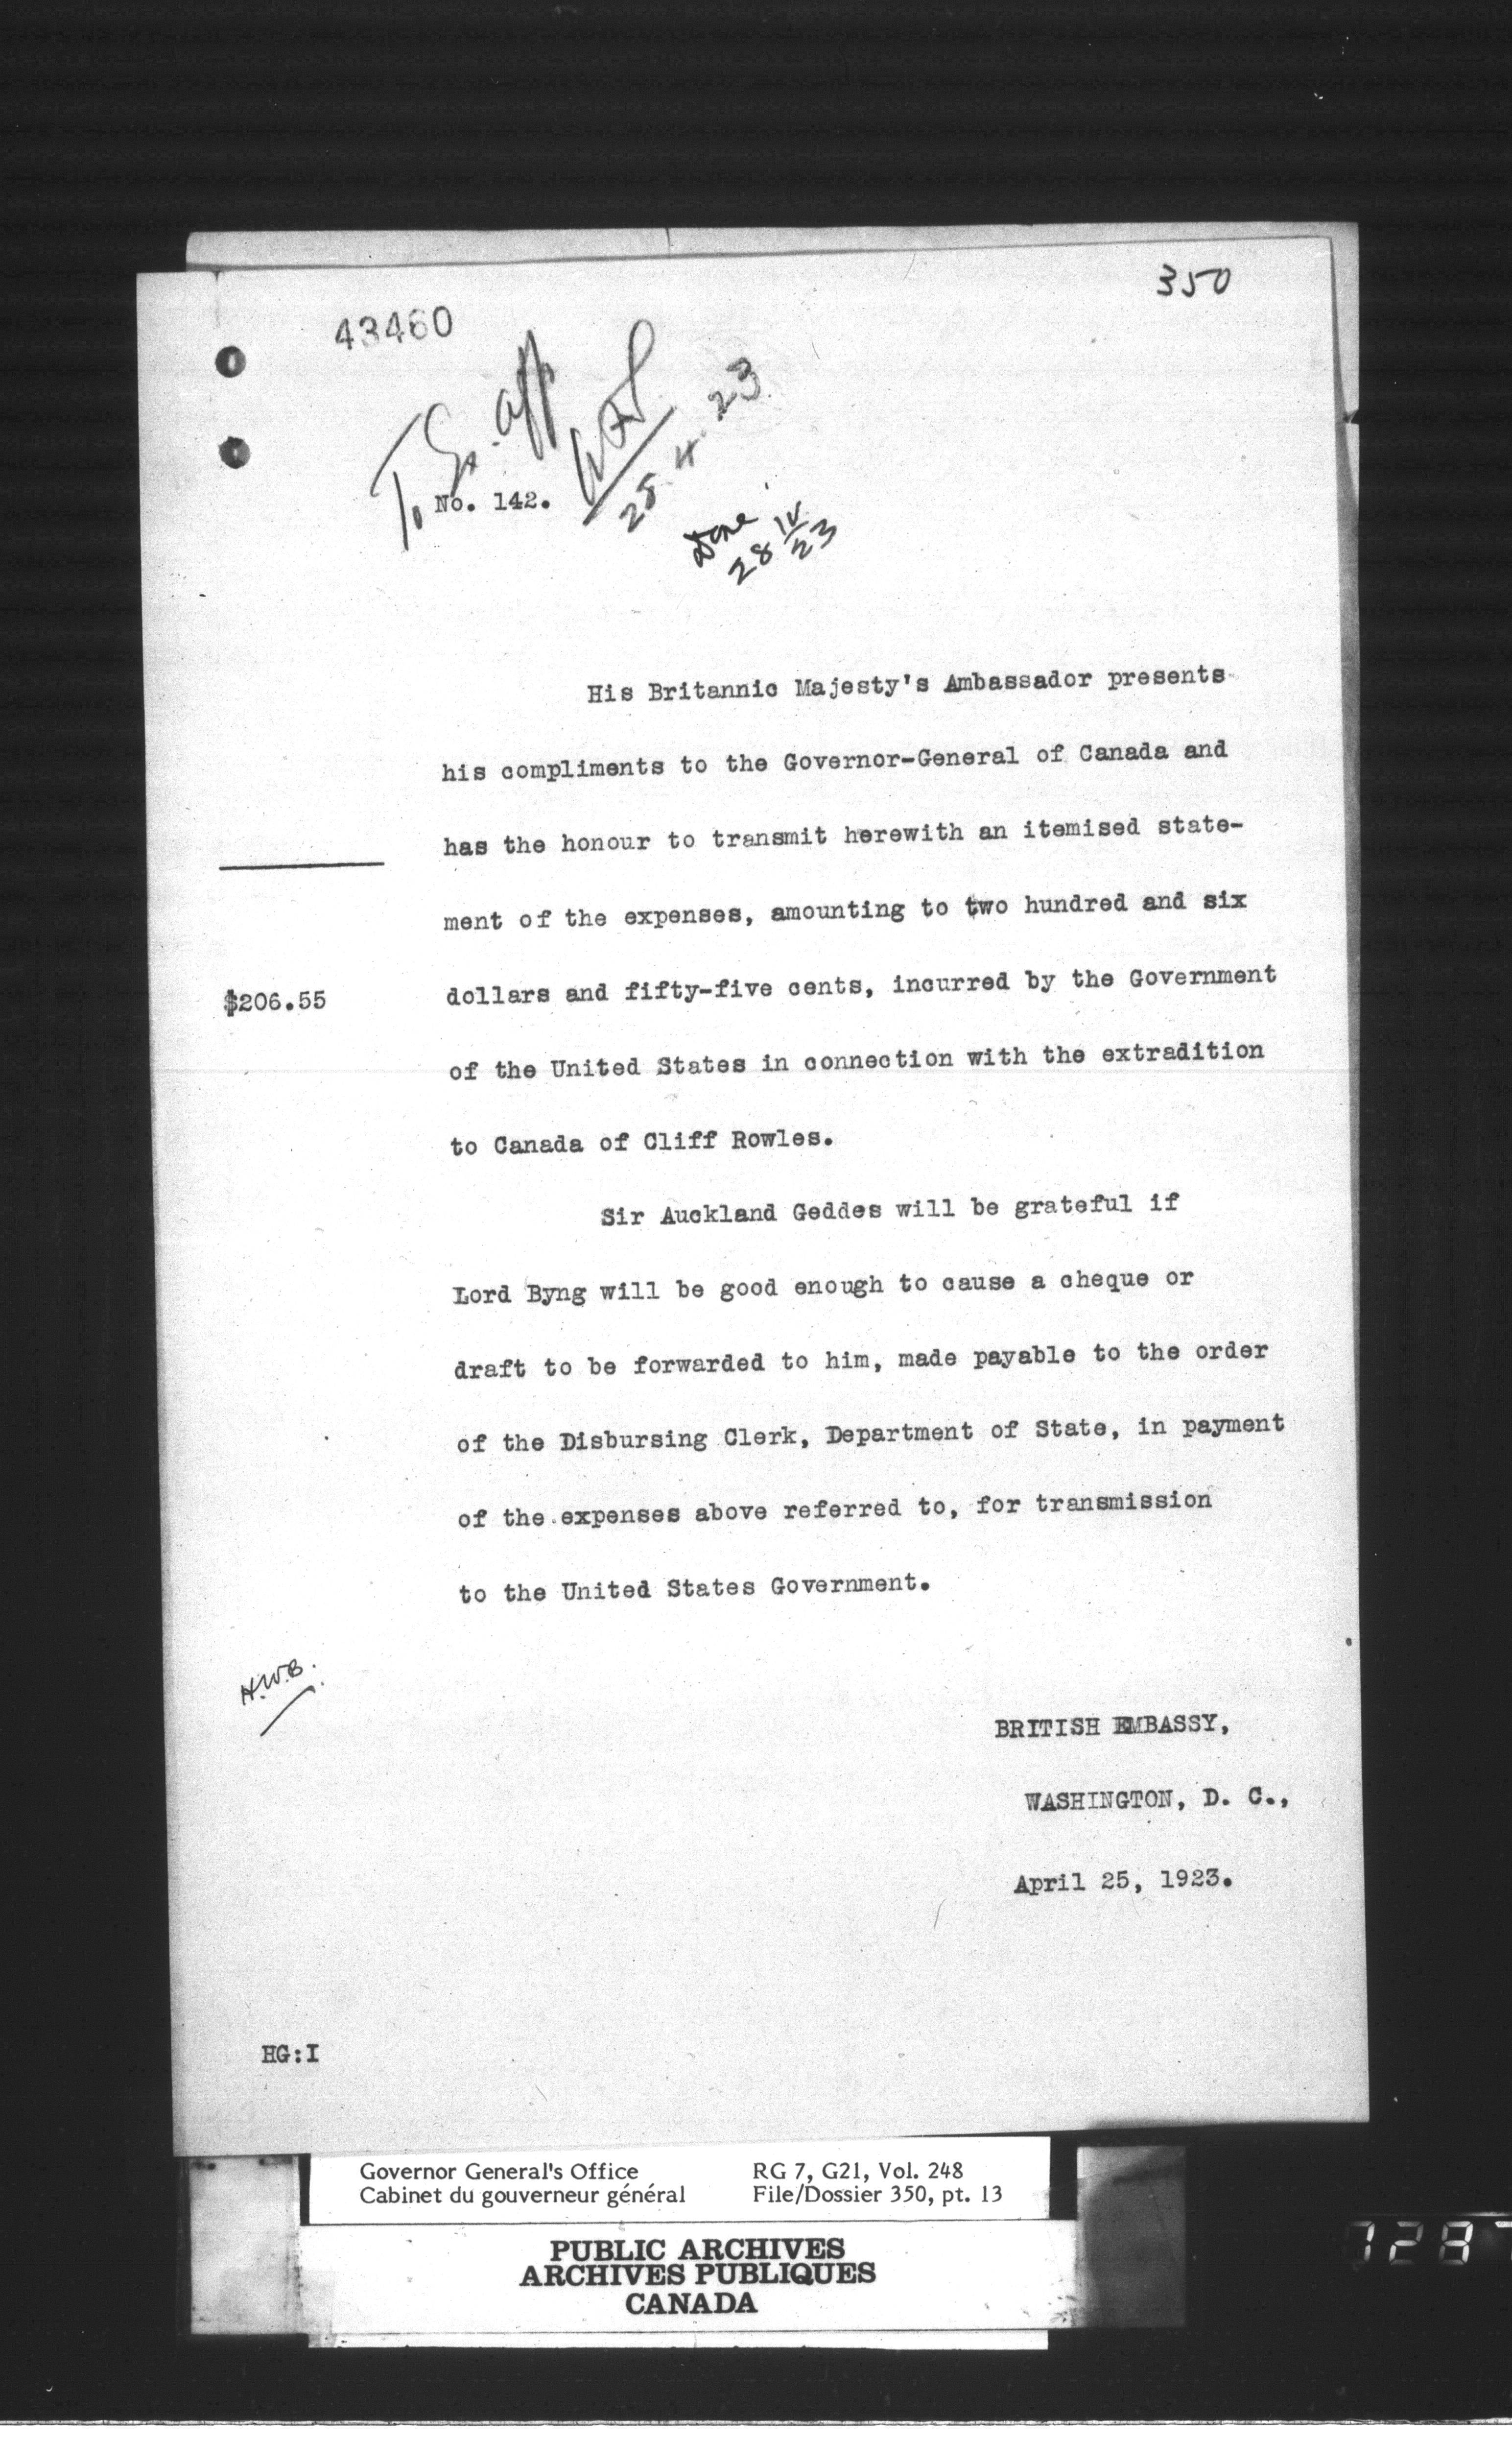 350
43460
No. 142.
28.4.23
Done
28 IV 23
His Britannic Majesty's Ambassador presents
his compliments to the Governor-General of Canada and
has the honour to transmit herewith an itemised state-
ment of the expenses, amounting to two hundred and six
$206.55
dollars and fifty-five cents, incurred by the Government
of the United States in connection with the extradition
to Canada of Cliff Rowles.
Sir Auckland Geddes will be grateful if
Lord Byng will be good enough to cause a cheque or
draft to be forwarded to him, made payable to the order
of the Disbursing Clerk, Department of State, in payment
of the expenses above referred to, for transmission
to the United States Government.
H.W.B.
BRITISH EMBASSY,
WASHINGTON, D. C.,
April 25, 1923.
HG:I
Governor General's Office RG 7, G21, Vol. 248
Cabinet du gouverneur général File/Dossier 350, pt. 13
PUBLIC ARCHIVES
ARCHIVES PUBLIQUES
CANADA